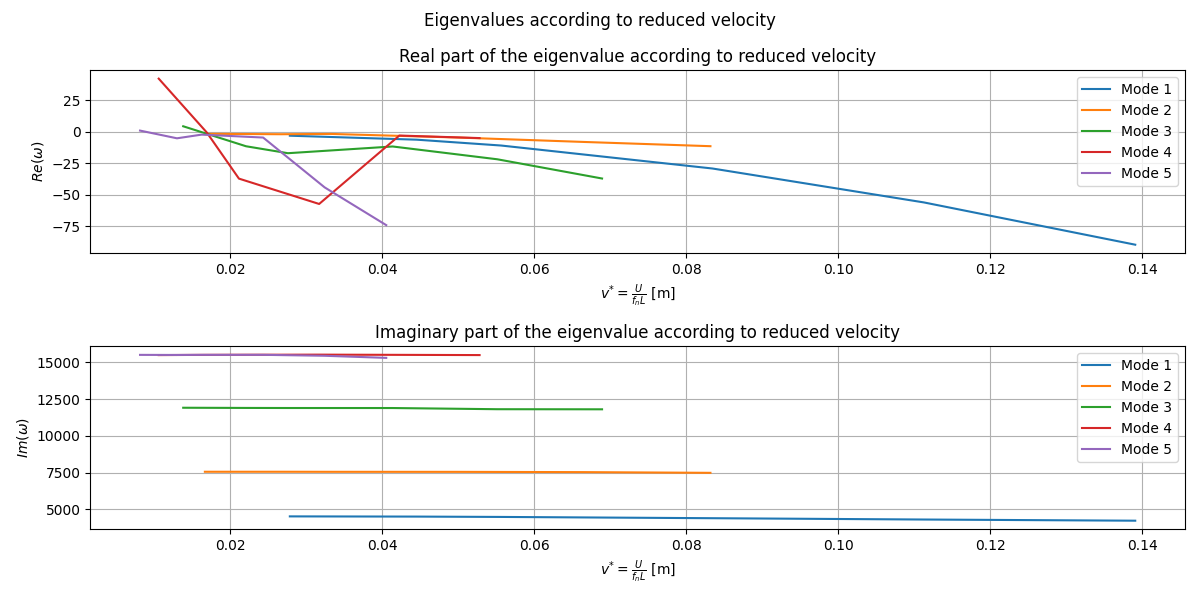 Eigenvalues according to reduced velocity
Real part of the eigenvalue according to reduced velocity
Re(ω)
25
0
−25
−50
−75
0.02 0.04 0.06 0.08 0.10 0.12 0.14
v* = U/(fₙL) [m]
Mode 1
Mode 2
Mode 3
Mode 4
Mode 5
Imaginary part of the eigenvalue according to reduced velocity
Im(ω)
15000
12500
10000
7500
5000
0.02 0.04 0.06 0.08 0.10 0.12 0.14
v* = U/(fₙL) [m]
Mode 1
Mode 2
Mode 3
Mode 4
Mode 5